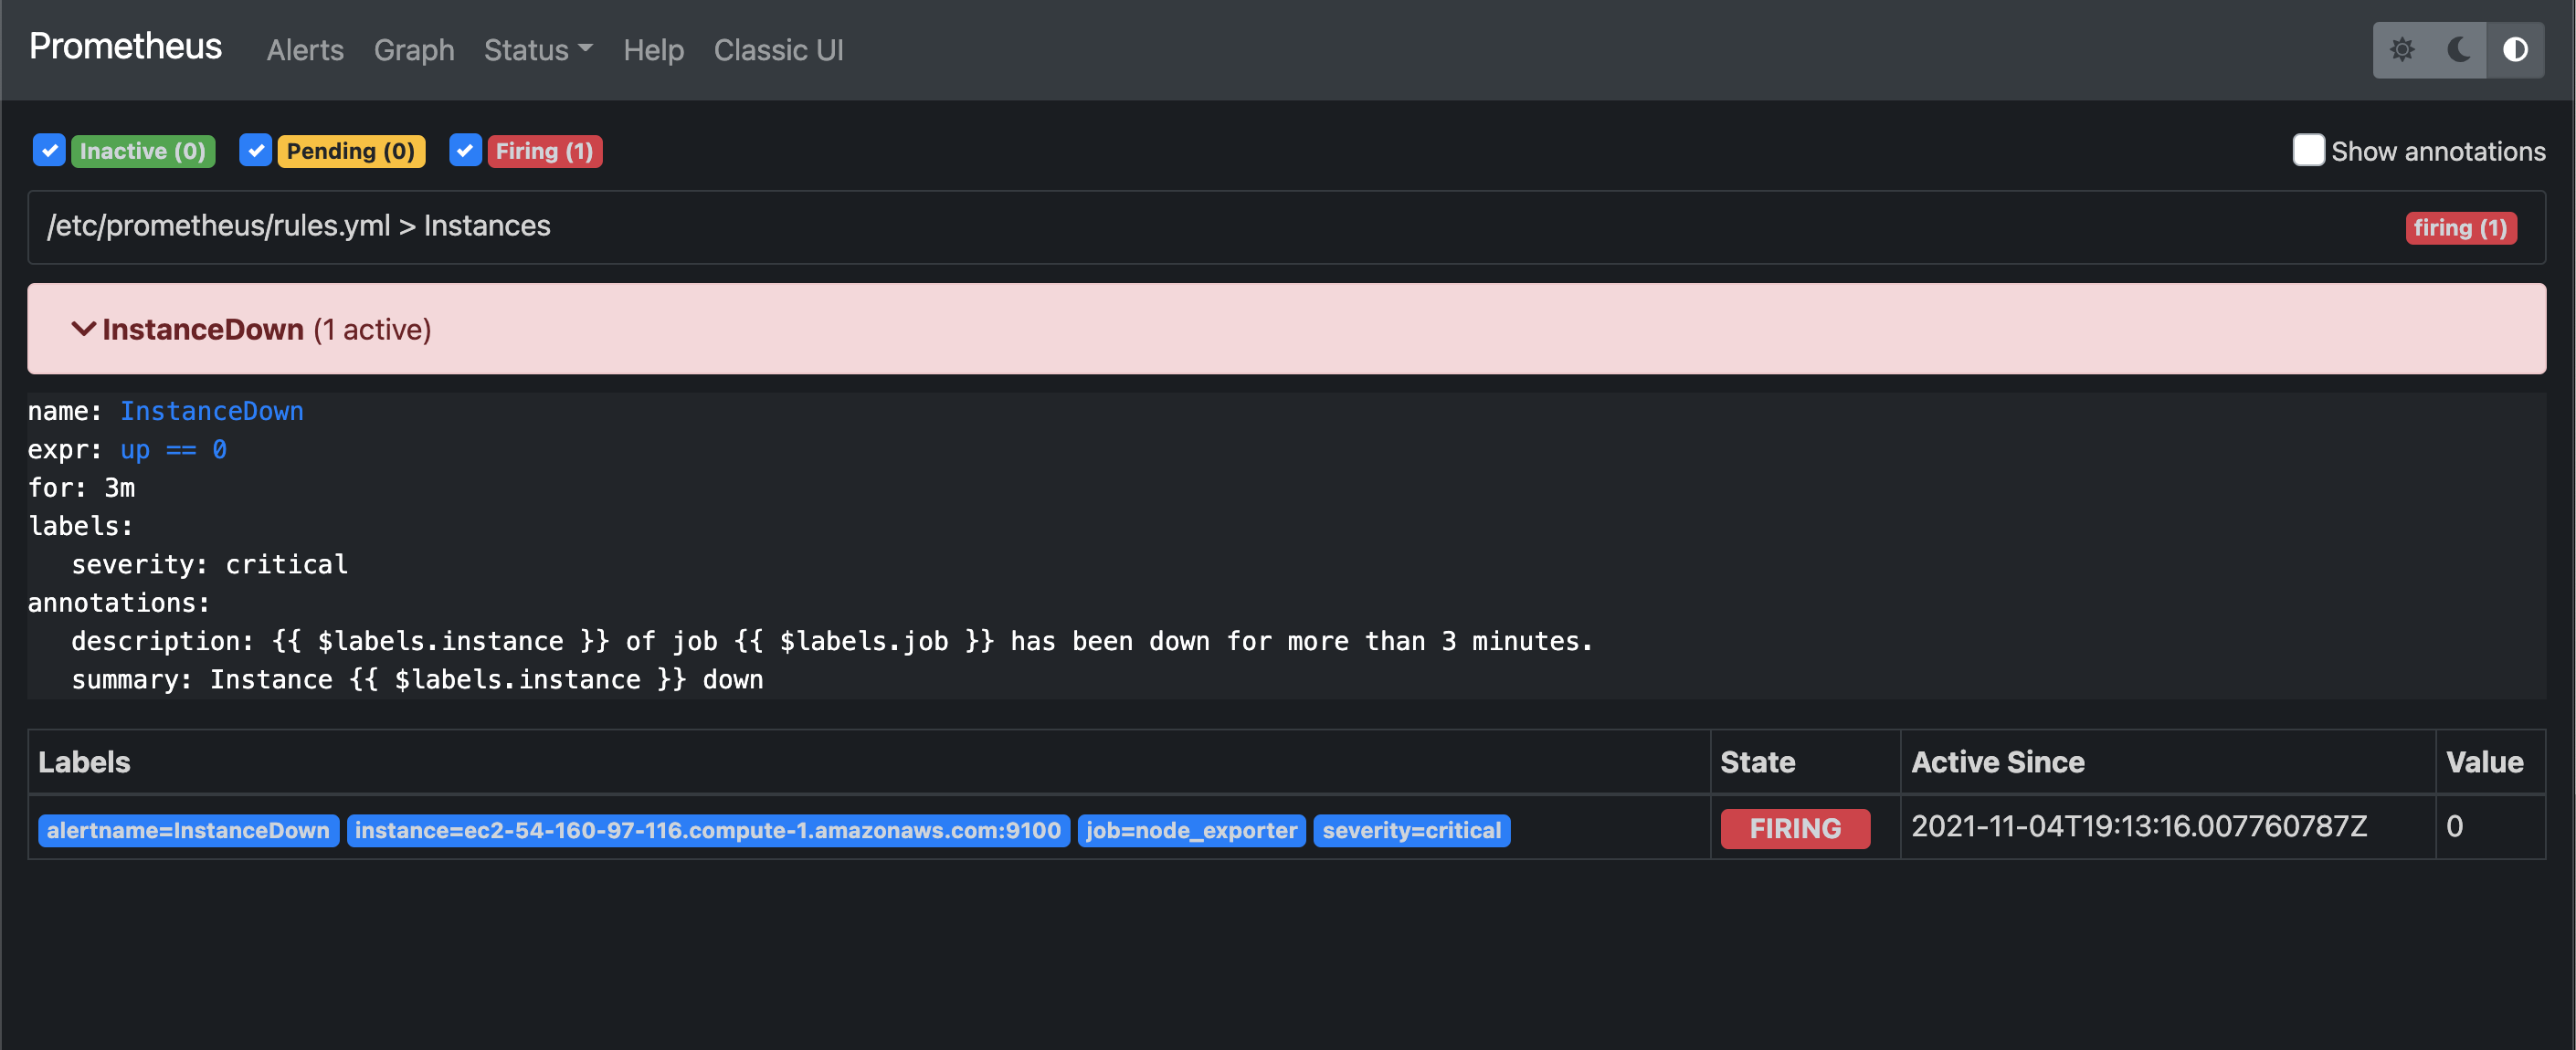 Prometheus Alerts Graph Status Help Classic UI
Inactive (0) Pending (0) Firing (1) Show annotations
/etc/prometheus/rules.yml > Instances firing (1)
InstanceDown (1 active)
name: InstanceDown
expr: up == 0
for: 3m
labels:
severity: critical
annotations:
description: {{ $labels.instance }} of job {{ $labels.job }} has been down for more than 3 minutes.
summary: Instance {{ $labels.instance }} down
Labels State Active Since Value
alertname=InstanceDown instance=ec2-54-160-97-116.compute-1.amazonaws.com:9100 job=node_exporter severity=critical FIRING 2021-11-04T19:13:16.007760787Z 0